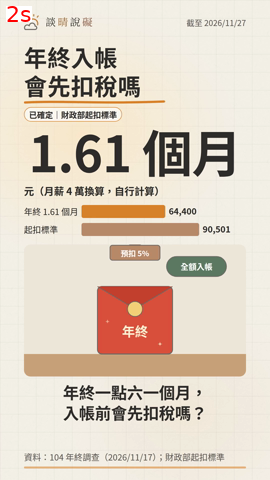 2s
談晴說礙
截至 2026/11/27
年終入帳
會先扣稅嗎
已確定｜財政部起扣標準
1.61 個月
元（月薪 4 萬換算，自行計算）
年終 1.61 個月 64,400
起扣標準 90,501
預扣 5%
全額入帳
年終
年終一點六一個月，
入帳前會先扣稅嗎？
資料：104 年終調查（2026/11/17）；財政部起扣標準